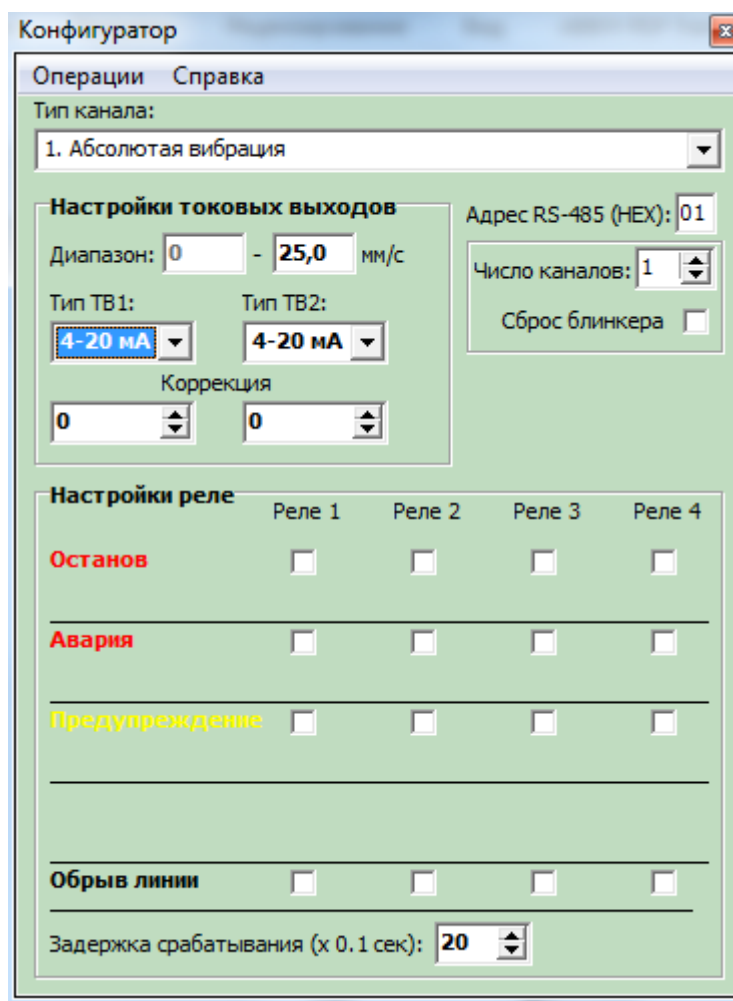 Конфигуратор
Операции Справка
Тип канала:
1. Абсолютая вибрация
Настройки токовых выходов
Адрес RS-485 (HEX): 01
Диапазон: 0 - 25,0 мм/с
Число каналов: 1
Тип ТВ1: Тип ТВ2:
Сброс блинкера
4-20 мА 4-20 мА
Коррекция
0 0
Настройки реле
Реле 1 Реле 2 Реле 3 Реле 4
Останов
Авария
Предупреждение
Обрыв линии
Задержка срабатывания (x 0.1 сек): 20